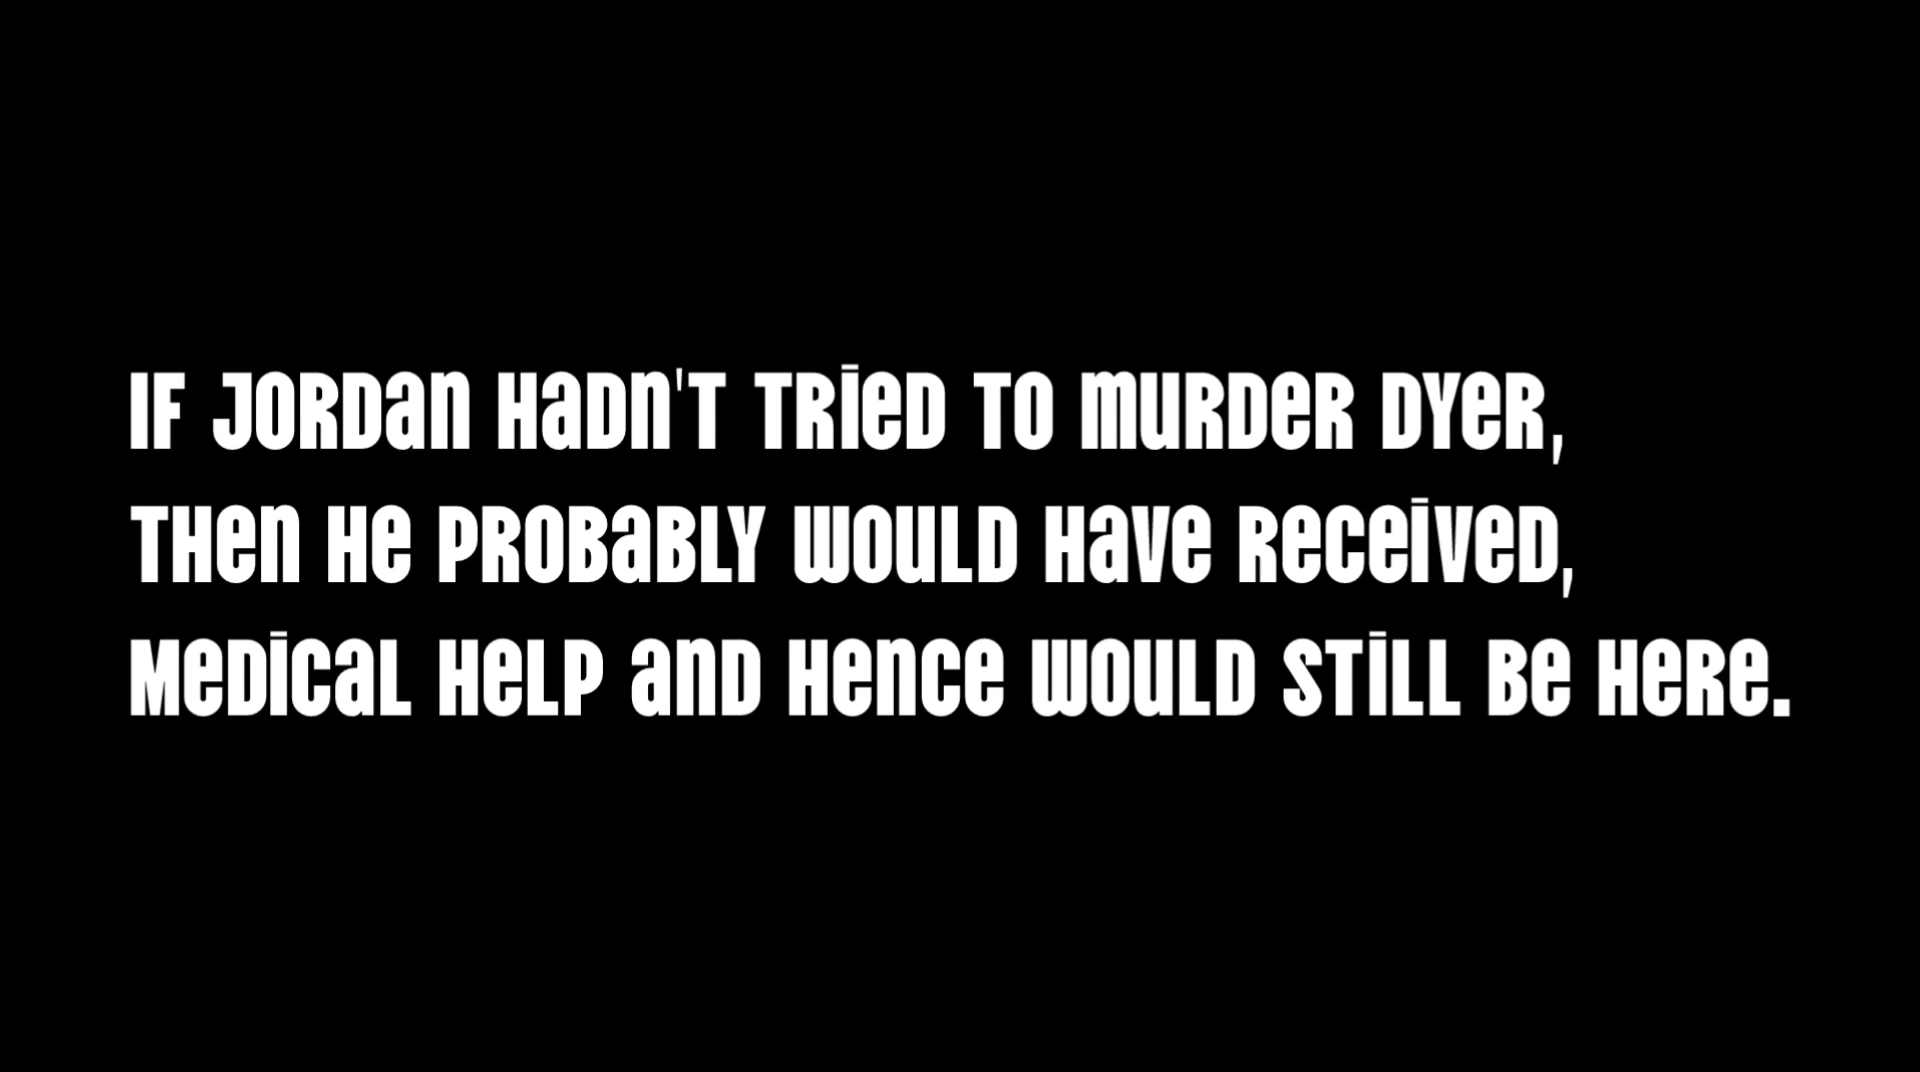 If Jordan hadn't tried to murder Dyer,
then he probably would have received,
Medical help and hence would still be here.